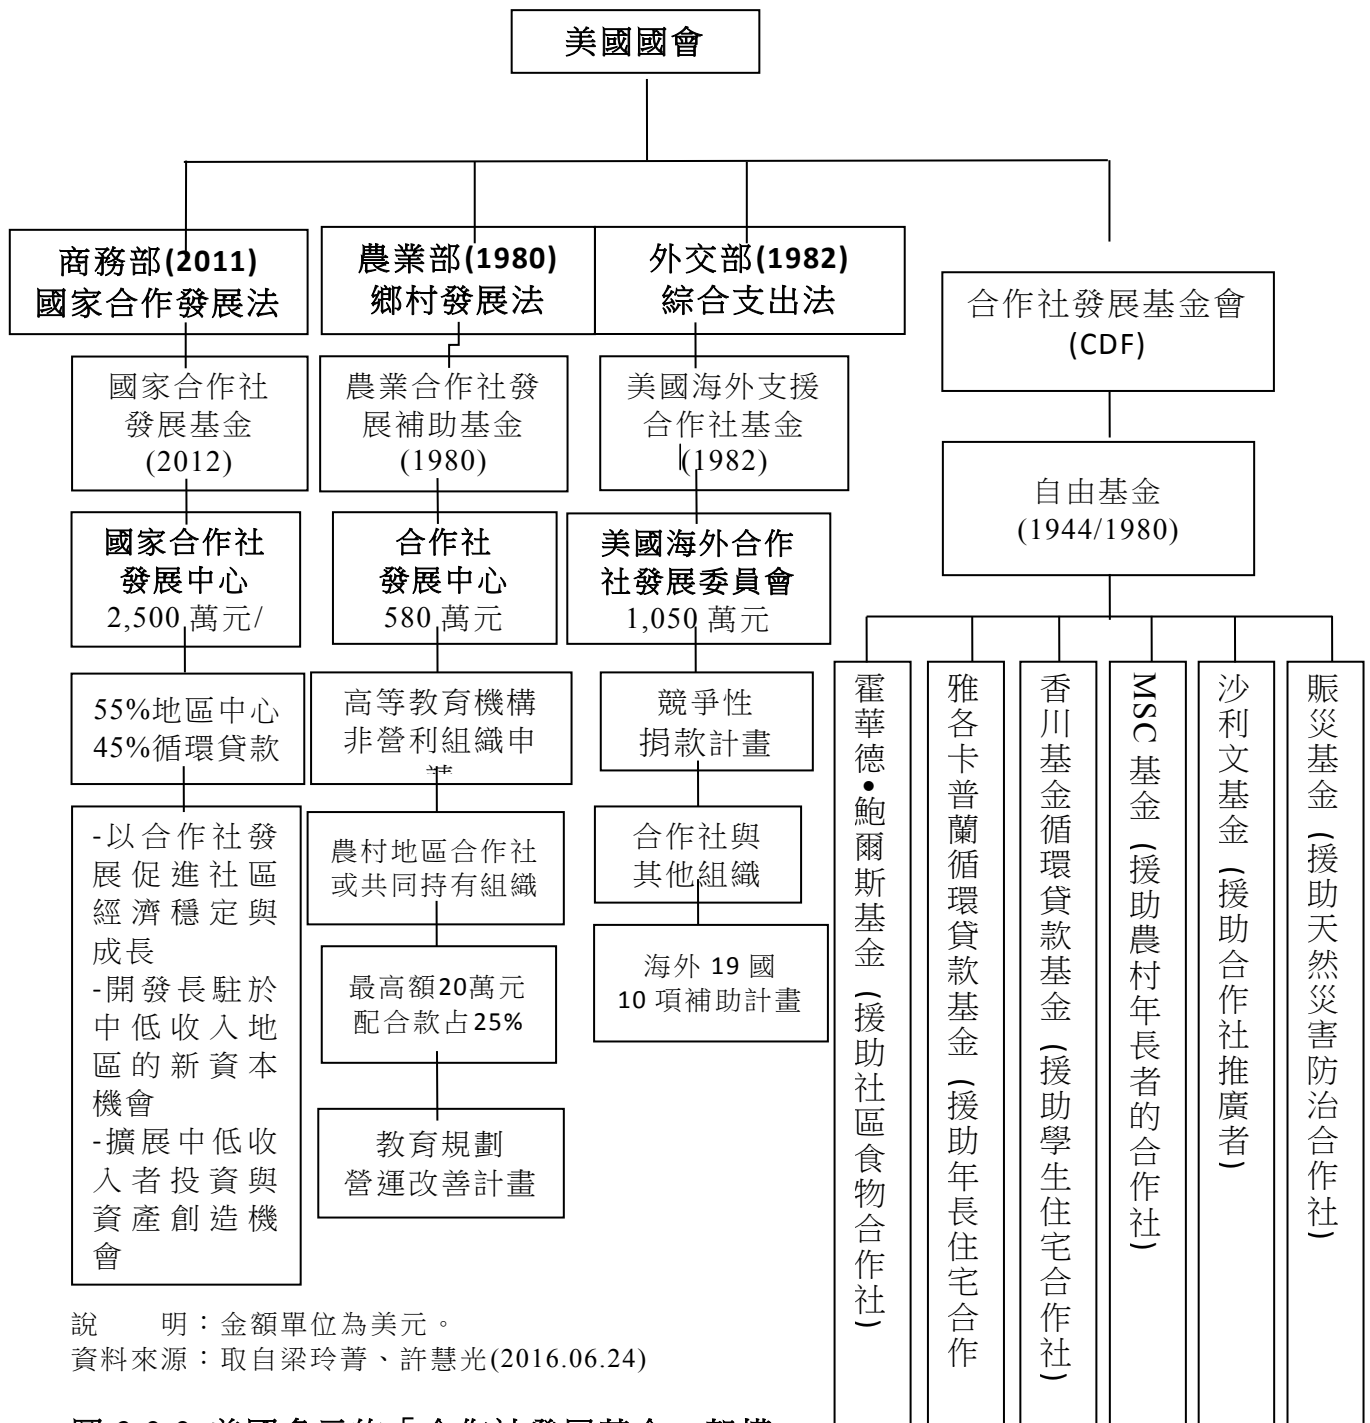 美國國會
商務部(2011)
國家合作發展法
農業部(1980)
鄉村發展法
外交部(1982)
綜合支出法
合作社發展基金會
(CDF)
國家合作社
發展基金
(2012)
農業合作社發
展補助基金
(1980)
美國海外支援
合作社基金
(1982)
自由基金
(1944/1980)
國家合作社
發展中心
2,500 萬元/
合作社
發展中心
580 萬元
美國海外合作
社發展委員會
1,050 萬元
55%地區中心
45%循環貸款
高等教育機構
非營利組織申
競爭性
捐款計畫
-以合作社發
展促進社區
經濟穩定與
成長
-開發長駐於
中低收入地
區的新資本
機會
-擴展中低收
入者投資與
資產創造機
會
農村地區合作社
或共同持有組織
合作社與
其他組織
最高額20萬元
配合款占25%
海外 19 國
10 項補助計畫
教育規劃
營運改善計畫
霍華德•鮑爾斯基金（援助社區食物合作社）
雅各卡普蘭循環貸款基金（援助年長住宅合作
香川基金循環貸款基金（援助學生住宅合作社）
MSC 基金（援助農村年長者的合作社）
沙利文基金（援助合作社推廣者）
賑災基金（援助天然災害防治合作社）
說　　明：金額單位為美元。
資料來源：取自梁玲菁、許慧光(2016.06.24)